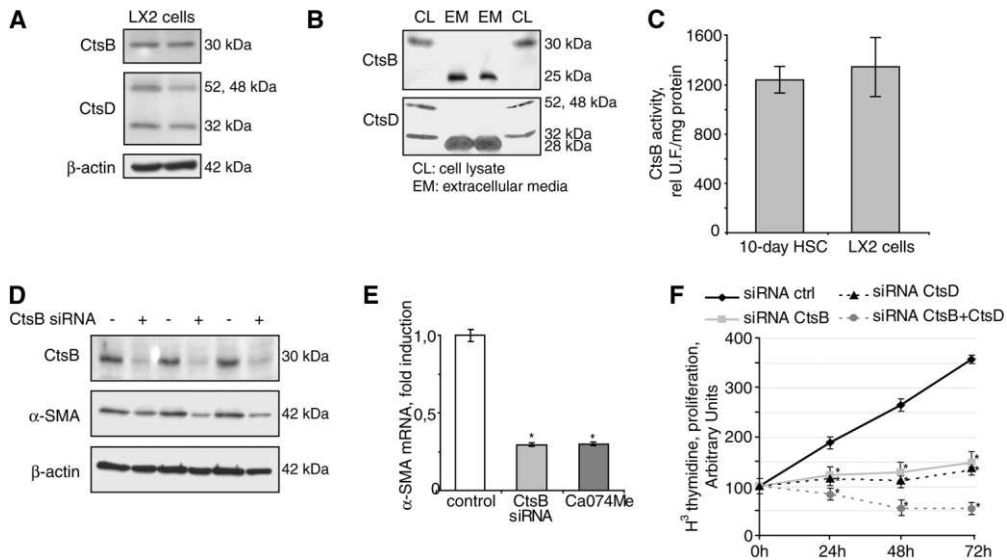 A
LX2 cells
CtsB
30 kDa
CtsD
52, 48 kDa
32 kDa
β-actin
42 kDa
B
CL EM EM CL
CtsB
30 kDa
25 kDa
CtsD
52, 48 kDa
32 kDa
28 kDa
CL: cell lysate
EM: extracellular media
C
CtsB activity,
rel U.F./mg protein
1600
1200
800
400
0
10-day HSC LX2 cells
D
CtsB siRNA - + - + - +
CtsB
30 kDa
α-SMA
42 kDa
β-actin
42 kDa
E
α-SMA mRNA, fold induction
1,0
0,5
0
* *
control CtsB siRNA Ca074Me
F
siRNA ctrl siRNA CtsD
siRNA CtsB siRNA CtsB+CtsD
H³ thymidine, proliferation,
Arbitrary Units
400
300
200
100
0
* * *
* * *
* * *
0h 24h 48h 72h